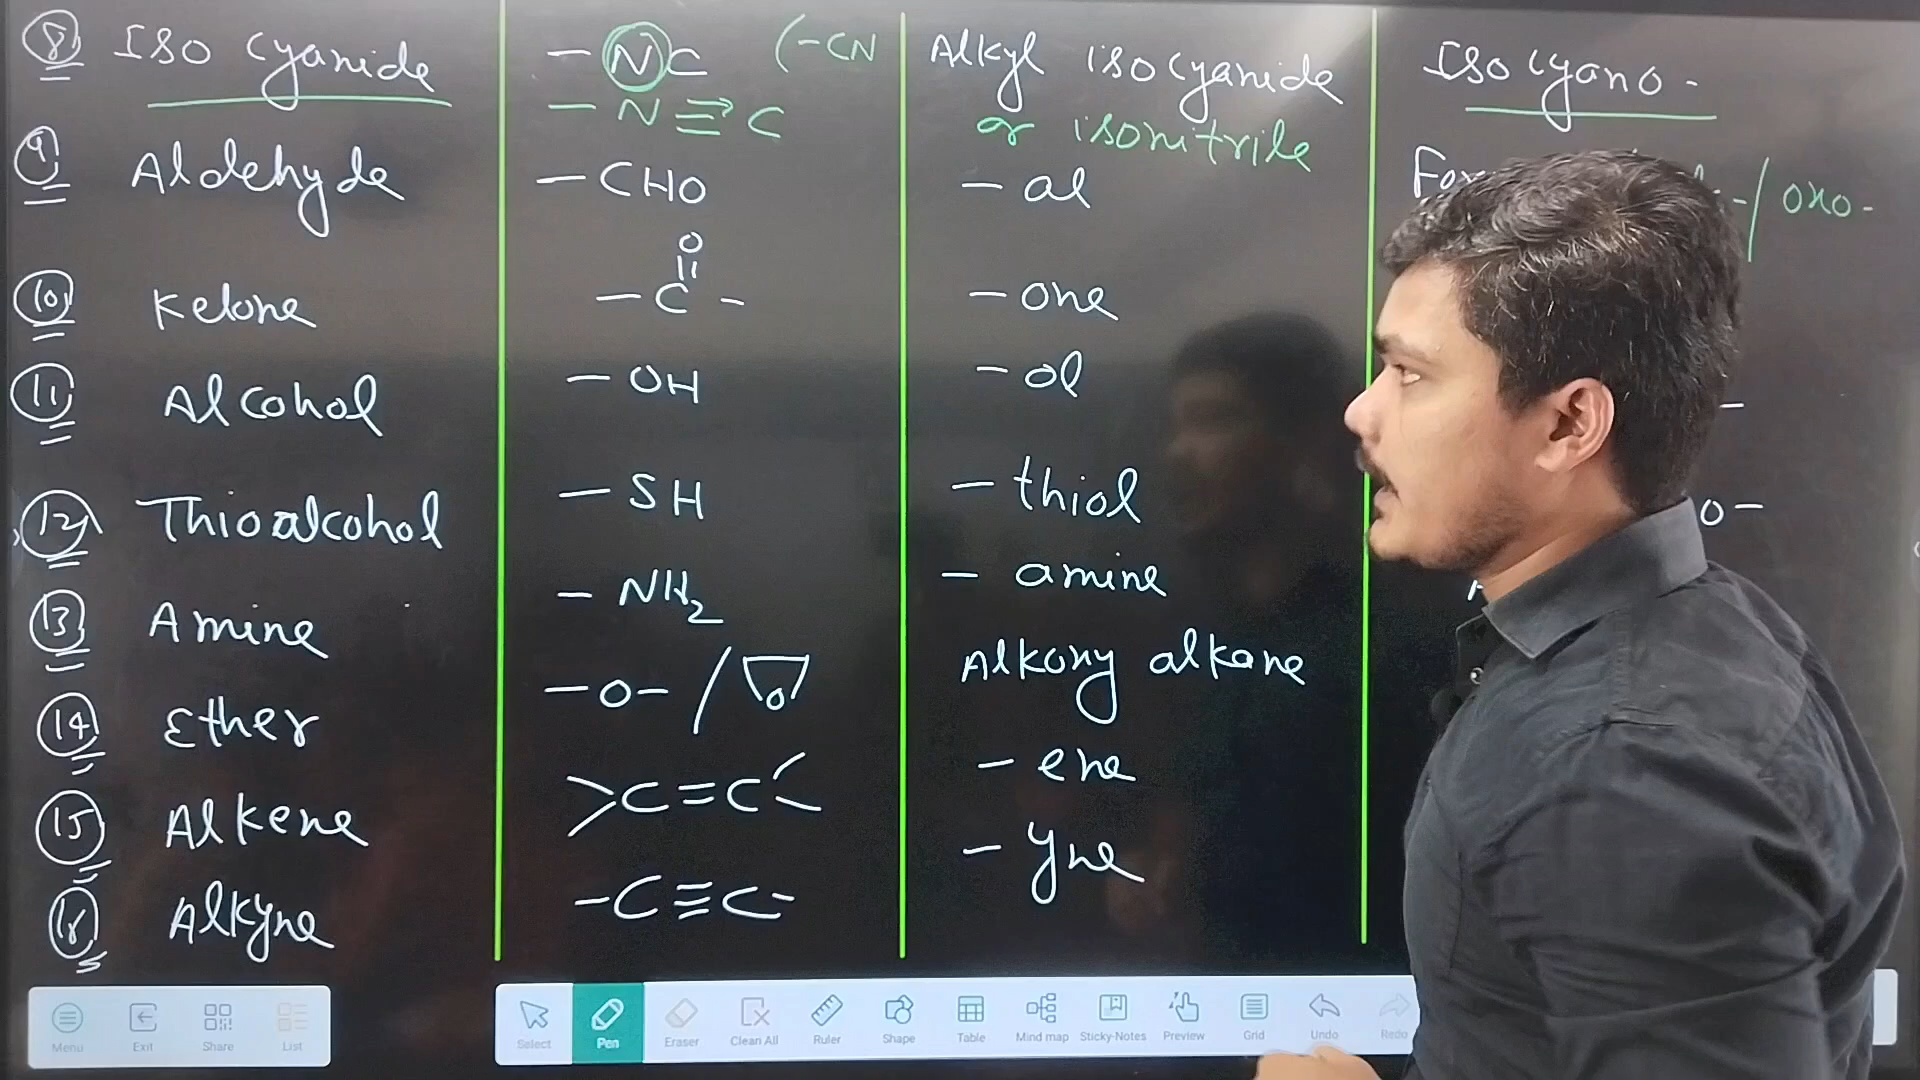 8 Iso cyanide - NC (-CN Alkyl isocyanide Isocyano -
- N ≡ C or isonitrile
9 Aldehyde - CHO - al / oxo -
O
10 Ketone - C - - one
11 Alcohol - OH - ol -
12 Thioalcohol - SH - thiol o -
13 Amine - NH2 - amine
14 Ether - O - / O Alkoxy alkane
15 Alkene >C = C< - ene
16 Alkyne - C ≡ C - - yne
Menu Exit Share List Select Pen Eraser Clean All Ruler Shape Table Mind map Sticky-Notes Preview Grid Undo Redo